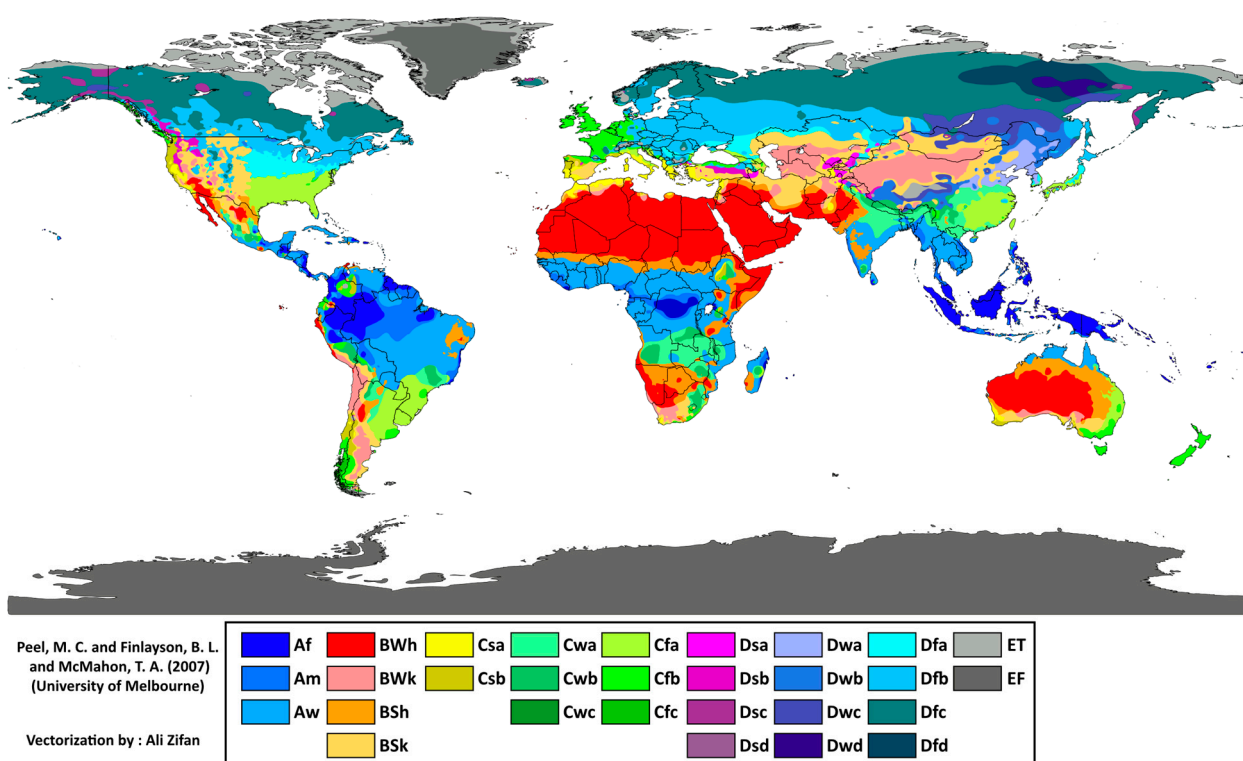 Peel, M. C. and Finlayson, B. L.
and McMahon, T. A. (2007)
(University of Melbourne)
Vectorization by : Ali Zifan
Af BWh Csa Cwa Cfa Dsa Dwa Dfa ET
Am BWk Csb Cwb Cfb Dsb Dwb Dfb EF
Aw BSh Cwc Cfc Dsc Dwc Dfc
BSk Dsd Dwd Dfd